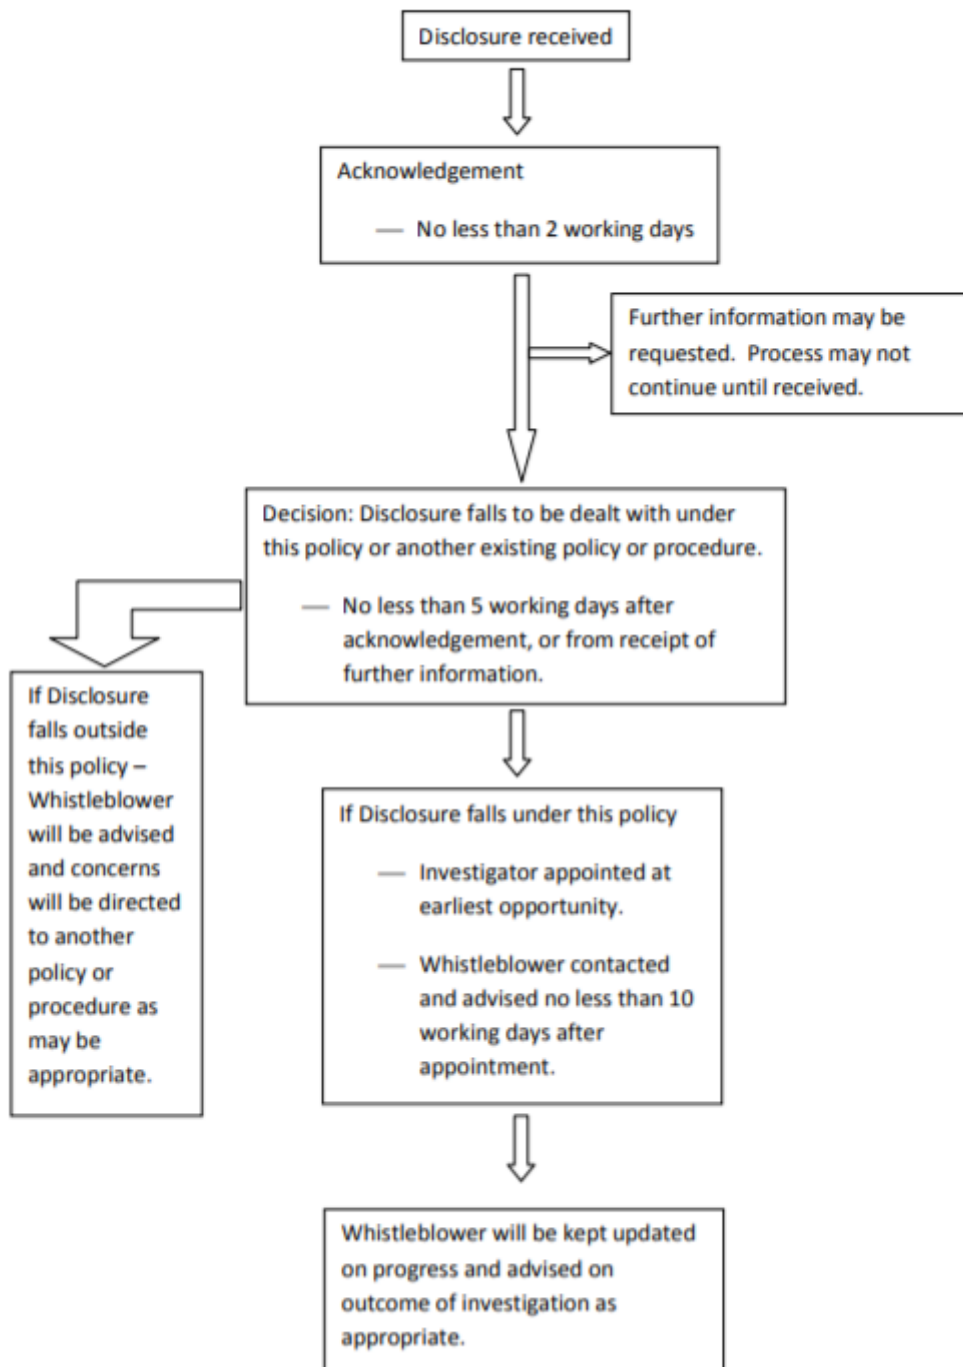 Disclosure received
Acknowledgement
— No less than 2 working days
Further information may be
requested.  Process may not
continue until received.
Decision: Disclosure falls to be dealt with under
this policy or another existing policy or procedure.
— No less than 5 working days after
acknowledgement, or from receipt of
further information.
If Disclosure
falls outside
this policy –
Whistleblower
will be advised
and concerns
will be directed
to another
policy or
procedure as
may be
appropriate.
If Disclosure falls under this policy
— Investigator appointed at
earliest opportunity.
— Whistleblower contacted
and advised no less than 10
working days after
appointment.
Whistleblower will be kept updated
on progress and advised on
outcome of investigation as
appropriate.